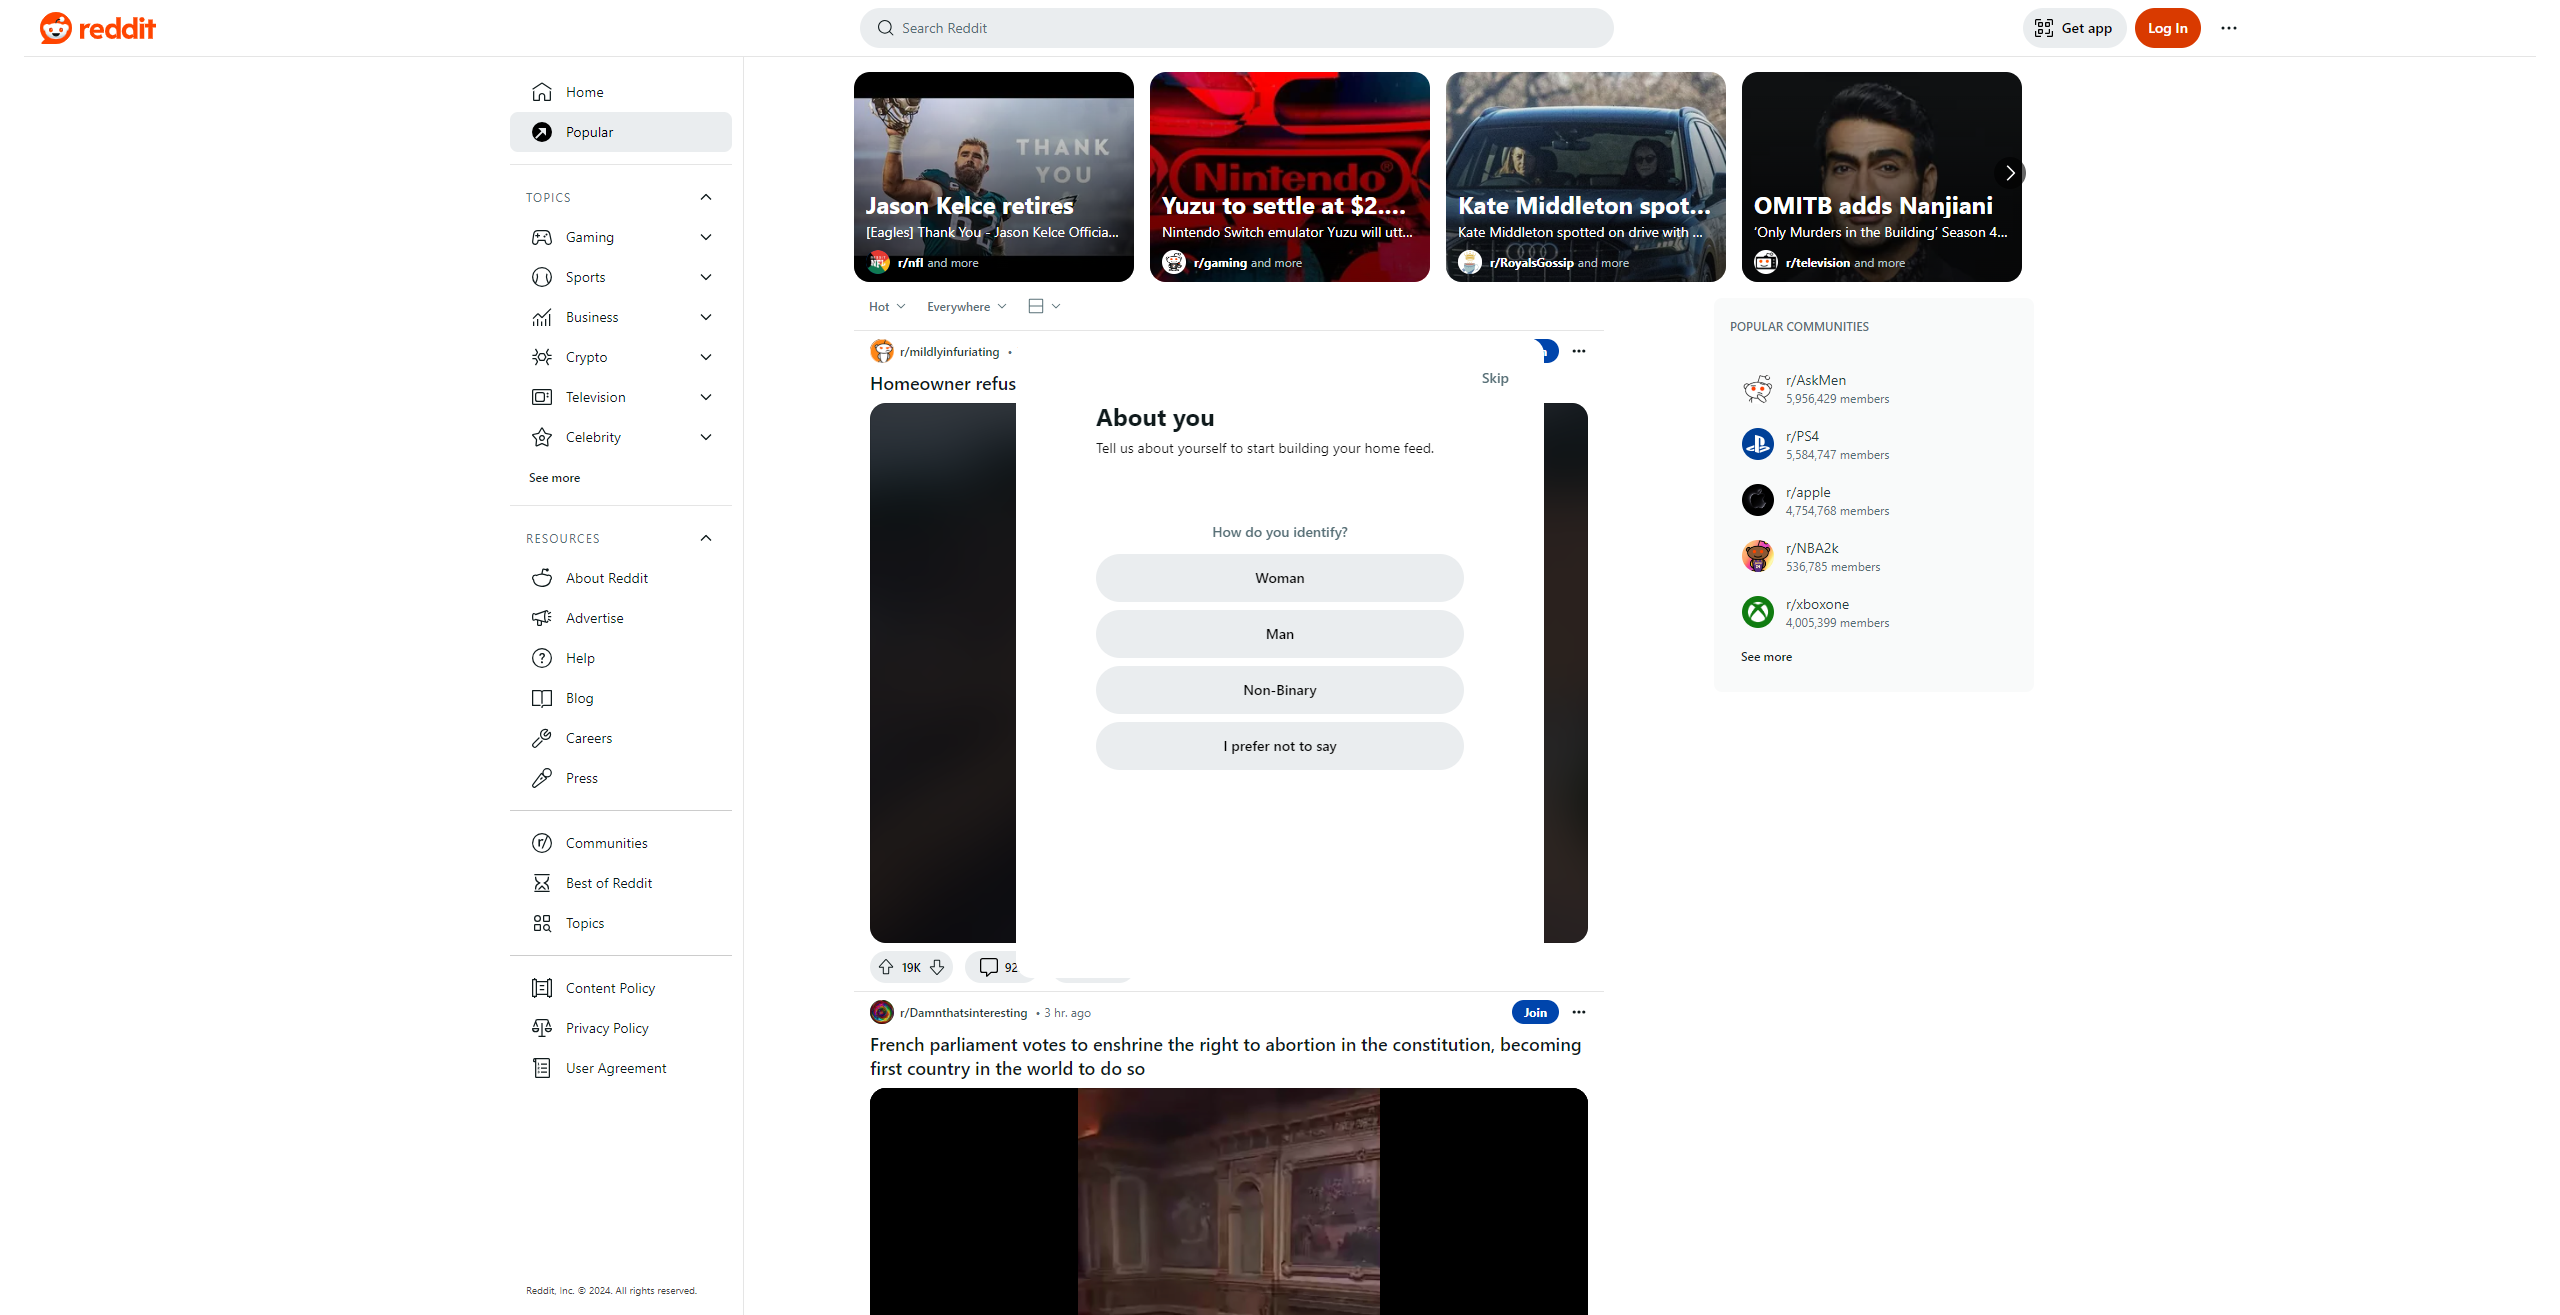 reddit
Search Reddit
Get app
Log In
Home
Popular
TOPICS
Gaming
Sports
Business
Crypto
Television
Celebrity
See more
RESOURCES
About Reddit
Advertise
Help
Blog
Careers
Press
Communities
Best of Reddit
Topics
Content Policy
Privacy Policy
User Agreement
Reddit, Inc. © 2024. All rights reserved.
THANK
YOU
Jason Kelce retires
[Eagles] Thank You - Jason Kelce Officia...
r/nfl and more
Nintendo®
Yuzu to settle at $2....
Nintendo Switch emulator Yuzu will utt...
r/gaming and more
Kate Middleton spot...
Kate Middleton spotted on drive with ...
r/RoyalsGossip and more
OMITB adds Nanjiani
‘Only Murders in the Building’ Season 4...
r/television and more
Hot
Everywhere
r/mildlyinfuriating •
Homeowner refus
Skip
About you
Tell us about yourself to start building your home feed.
How do you identify?
Woman
Man
Non-Binary
I prefer not to say
19K
92
r/Damnthatsinteresting • 3 hr. ago
Join
French parliament votes to enshrine the right to abortion in the constitution, becoming
first country in the world to do so
POPULAR COMMUNITIES
r/AskMen
5,956,429 members
r/PS4
5,584,747 members
r/apple
4,754,768 members
r/NBA2k
536,785 members
r/xboxone
4,005,399 members
See more